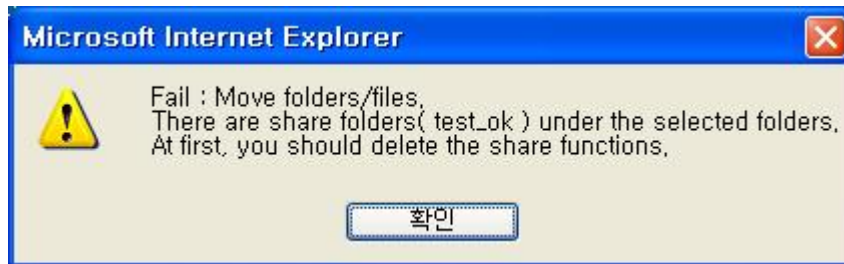 Microsoft Internet Explorer
Fail : Move folders/files,
There are share folders( test_ok ) under the selected folders,
At first, you should delete the share functions,
확인